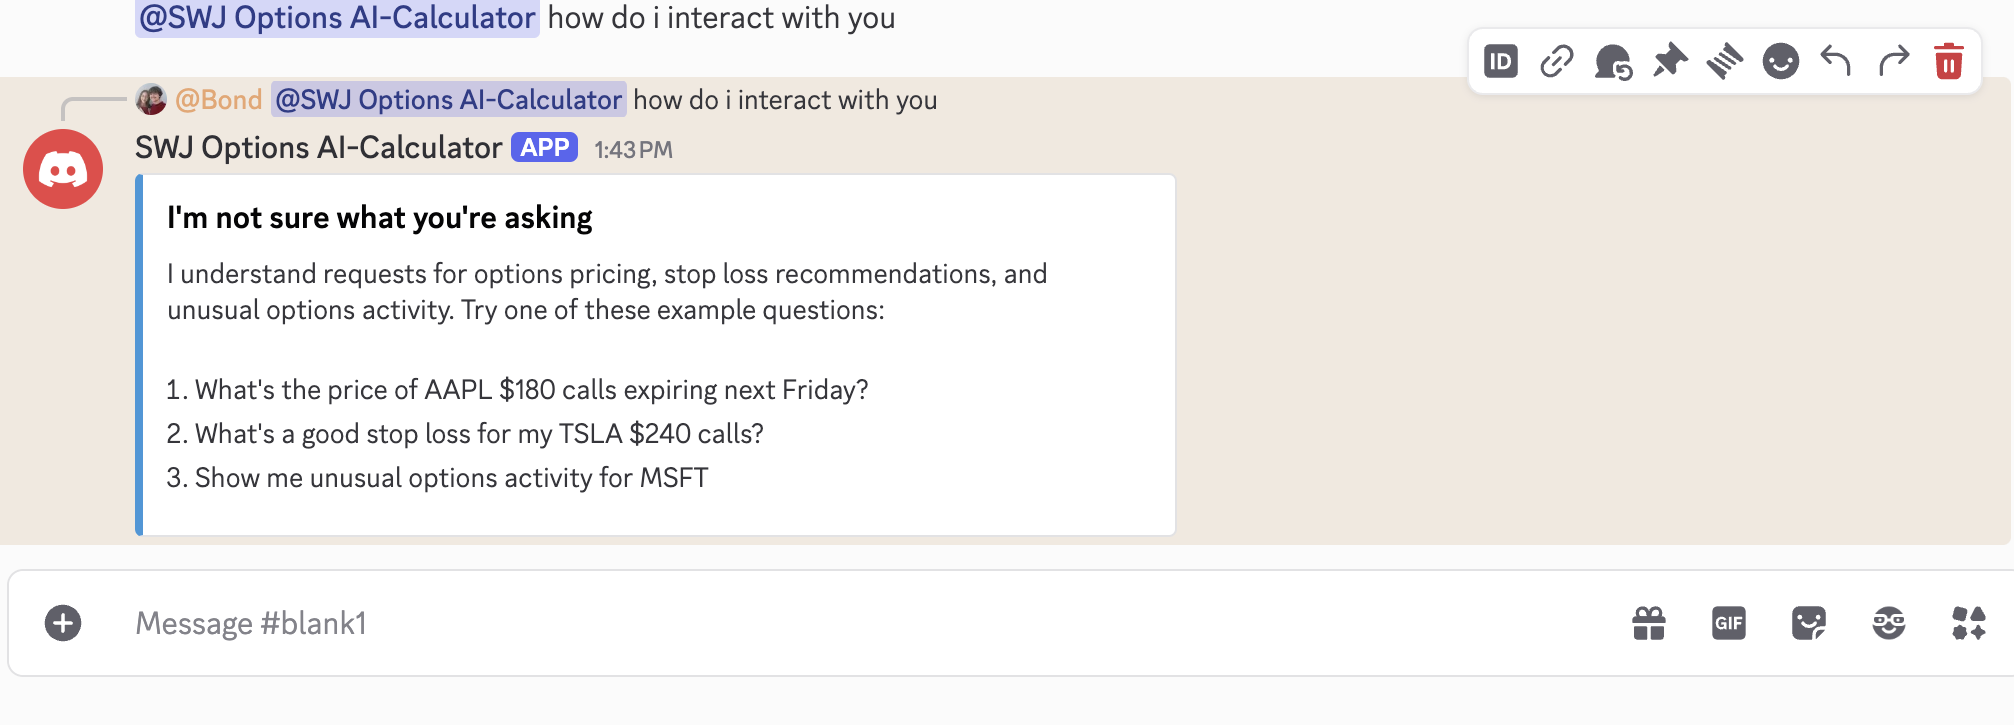 @SWJ Options AI-Calculator how do i interact with you
ID
@Bond @SWJ Options AI-Calculator how do i interact with you
SWJ Options AI-Calculator APP 1:43 PM
I'm not sure what you're asking
I understand requests for options pricing, stop loss recommendations, and
unusual options activity. Try one of these example questions:
1. What's the price of AAPL $180 calls expiring next Friday?
2. What's a good stop loss for my TSLA $240 calls?
3. Show me unusual options activity for MSFT
Message #blank1
GIF